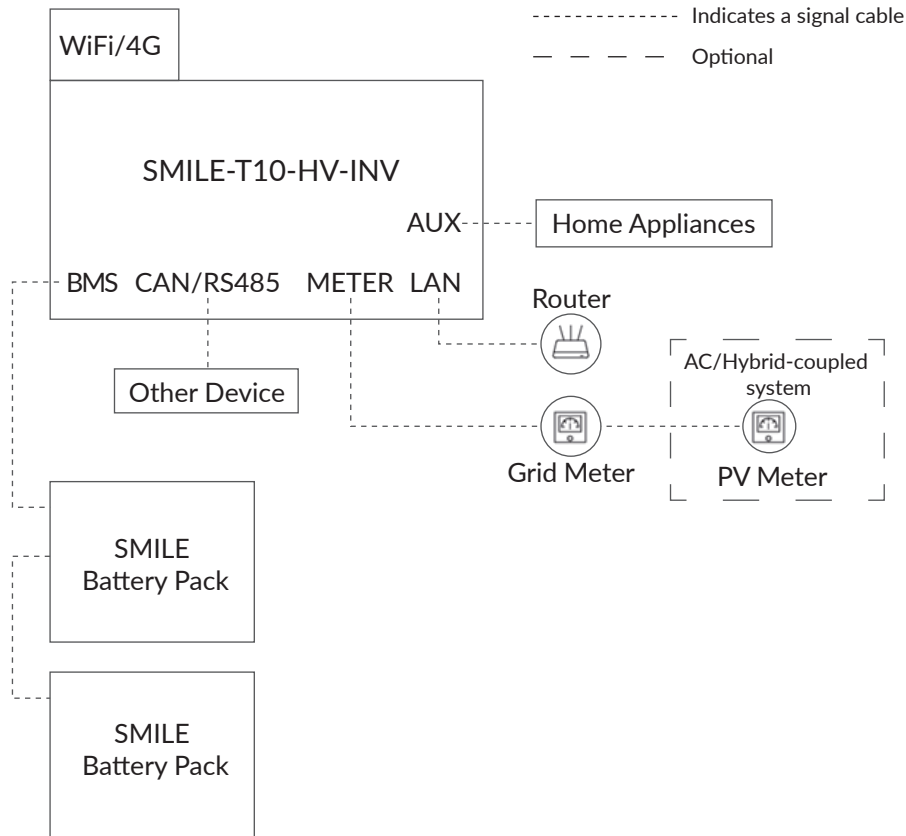 Indicates a signal cable
WiFi/4G
Optional
SMILE-T10-HV-INV
AUX
Home Appliances
BMS CAN/RS485 METER LAN
Router
AC/Hybrid-coupled
system
Other Device
Grid Meter
PV Meter
SMILE
Battery Pack
SMILE
Battery Pack